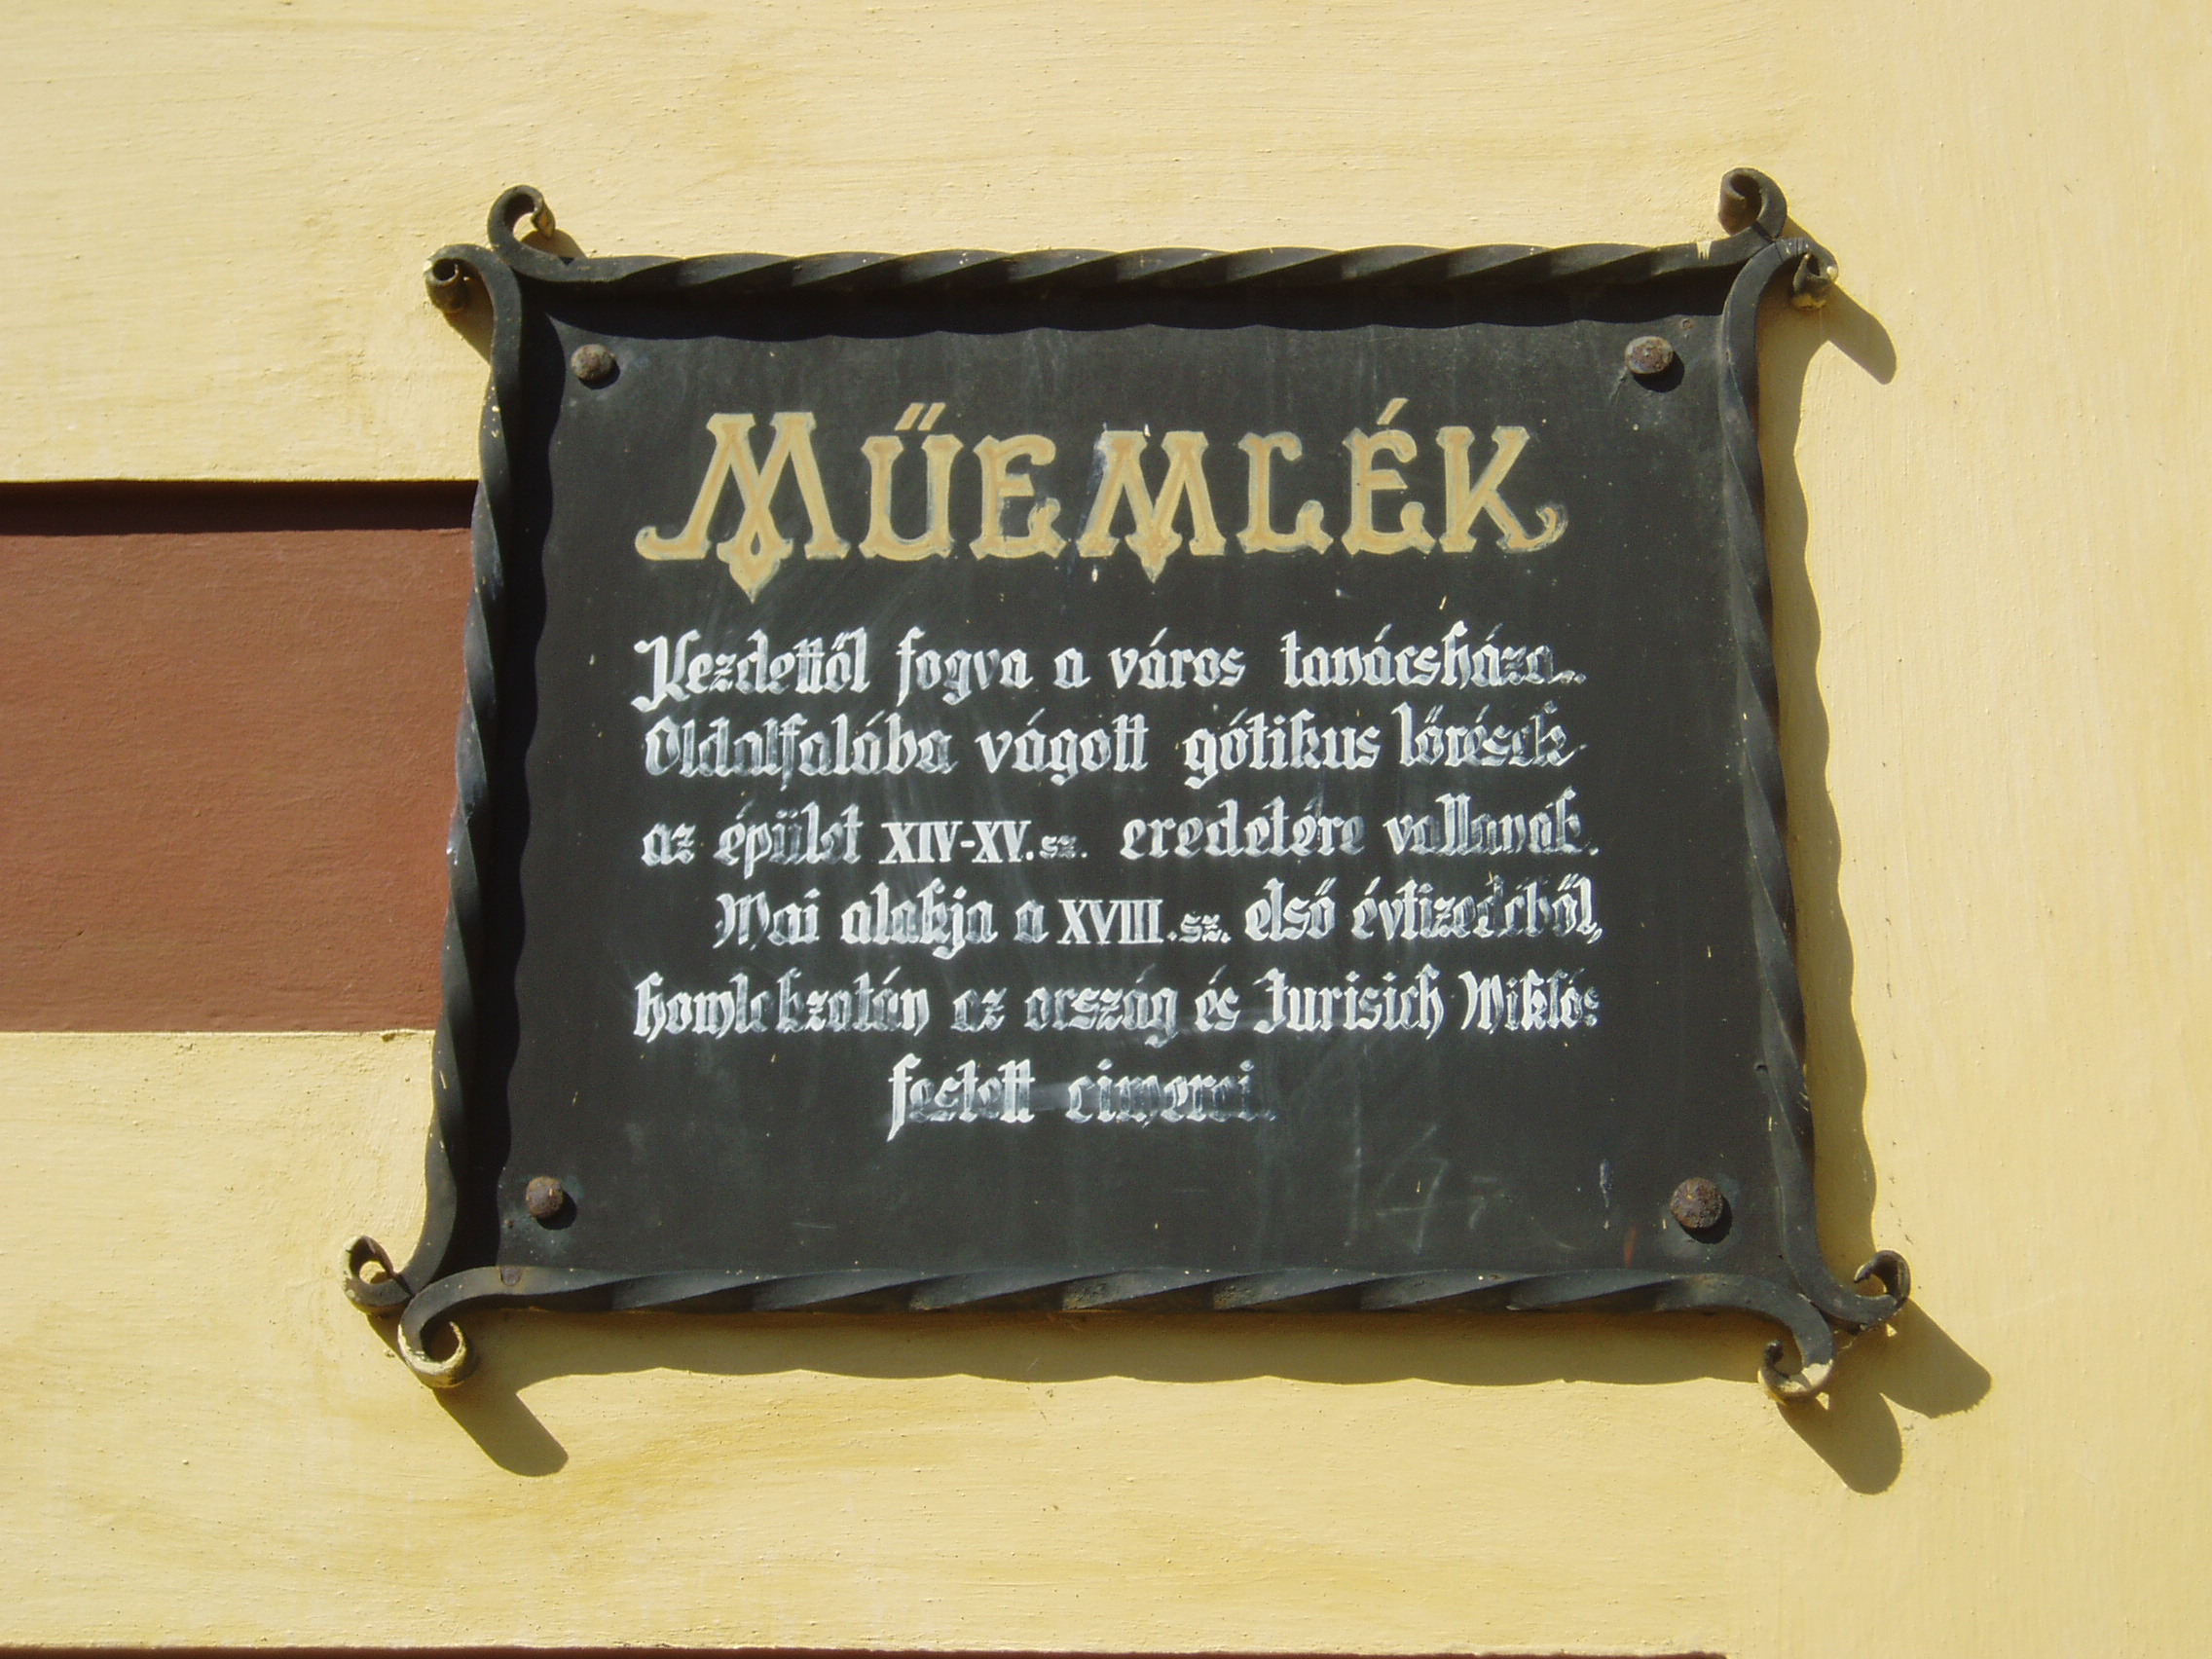 MŰEMLÉK
Kezdettől fogva a város tanácsháza.
Oldalfalába vágott gótikus lőrések
az épület XIV-XV. sz. eredetére vallanak.
Mai alakja a XVIII. sz. első évtizedéből,
homlokzatán az ország és Jurisich Miklós
festett címerei.